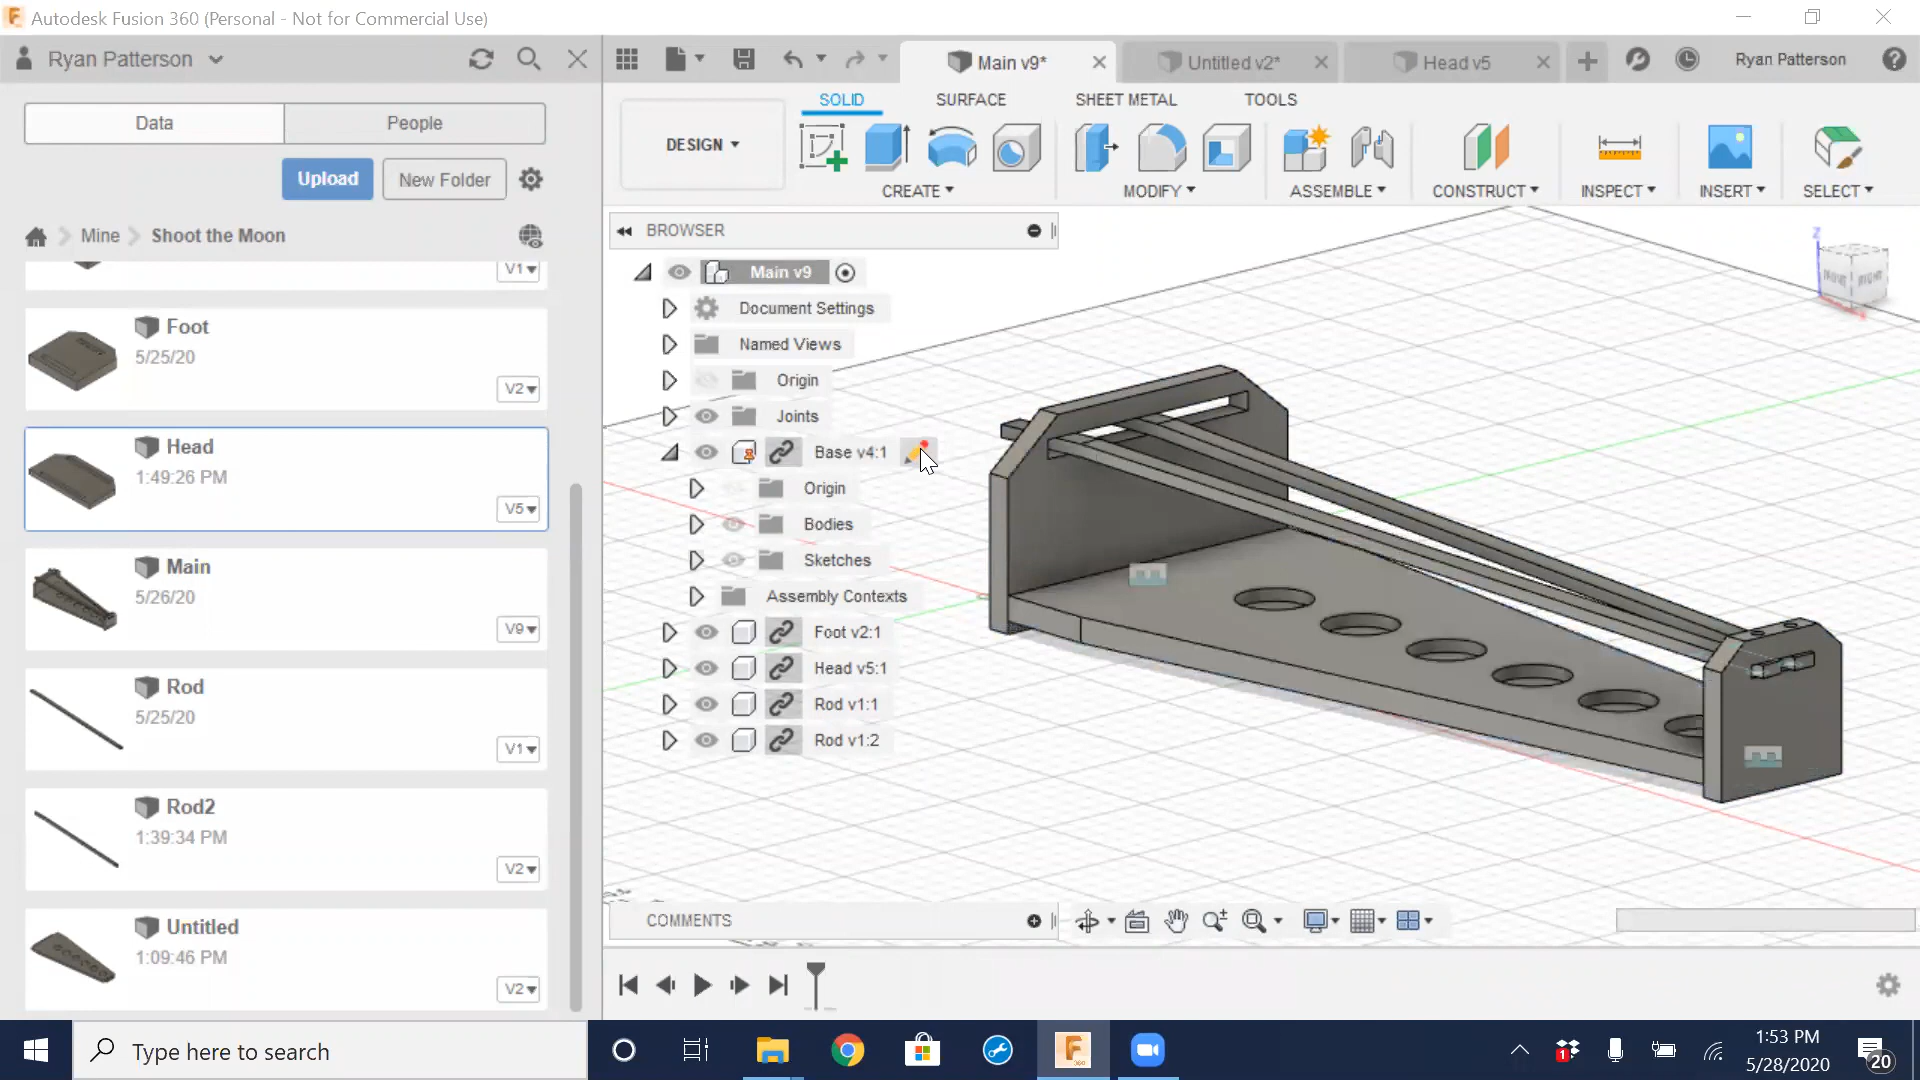 Autodesk Fusion 360 (Personal - Not for Commercial Use)
Ryan Patterson
Main v9*
Untitled v2*
Head v5
Ryan Patterson
SOLID
SURFACE
SHEET METAL
TOOLS
DESIGN
CREATE
MODIFY
ASSEMBLE
CONSTRUCT
INSPECT
INSERT
SELECT
Data
People
Upload
New Folder
Mine
Shoot the Moon
V1
Foot
5/25/20
V2
Head
1:49:26 PM
V5
Main
5/26/20
V9
Rod
5/25/20
V1
Rod2
1:39:34 PM
V2
Untitled
1:09:46 PM
V2
BROWSER
Main v9
Document Settings
Named Views
Origin
Joints
Base v4:1
Origin
Bodies
Sketches
Assembly Contexts
Foot v2:1
Head v5:1
Rod v1:1
Rod v1:2
Z
RIGHT
COMMENTS
Type here to search
F
360
1
1:53 PM
5/28/2020
20